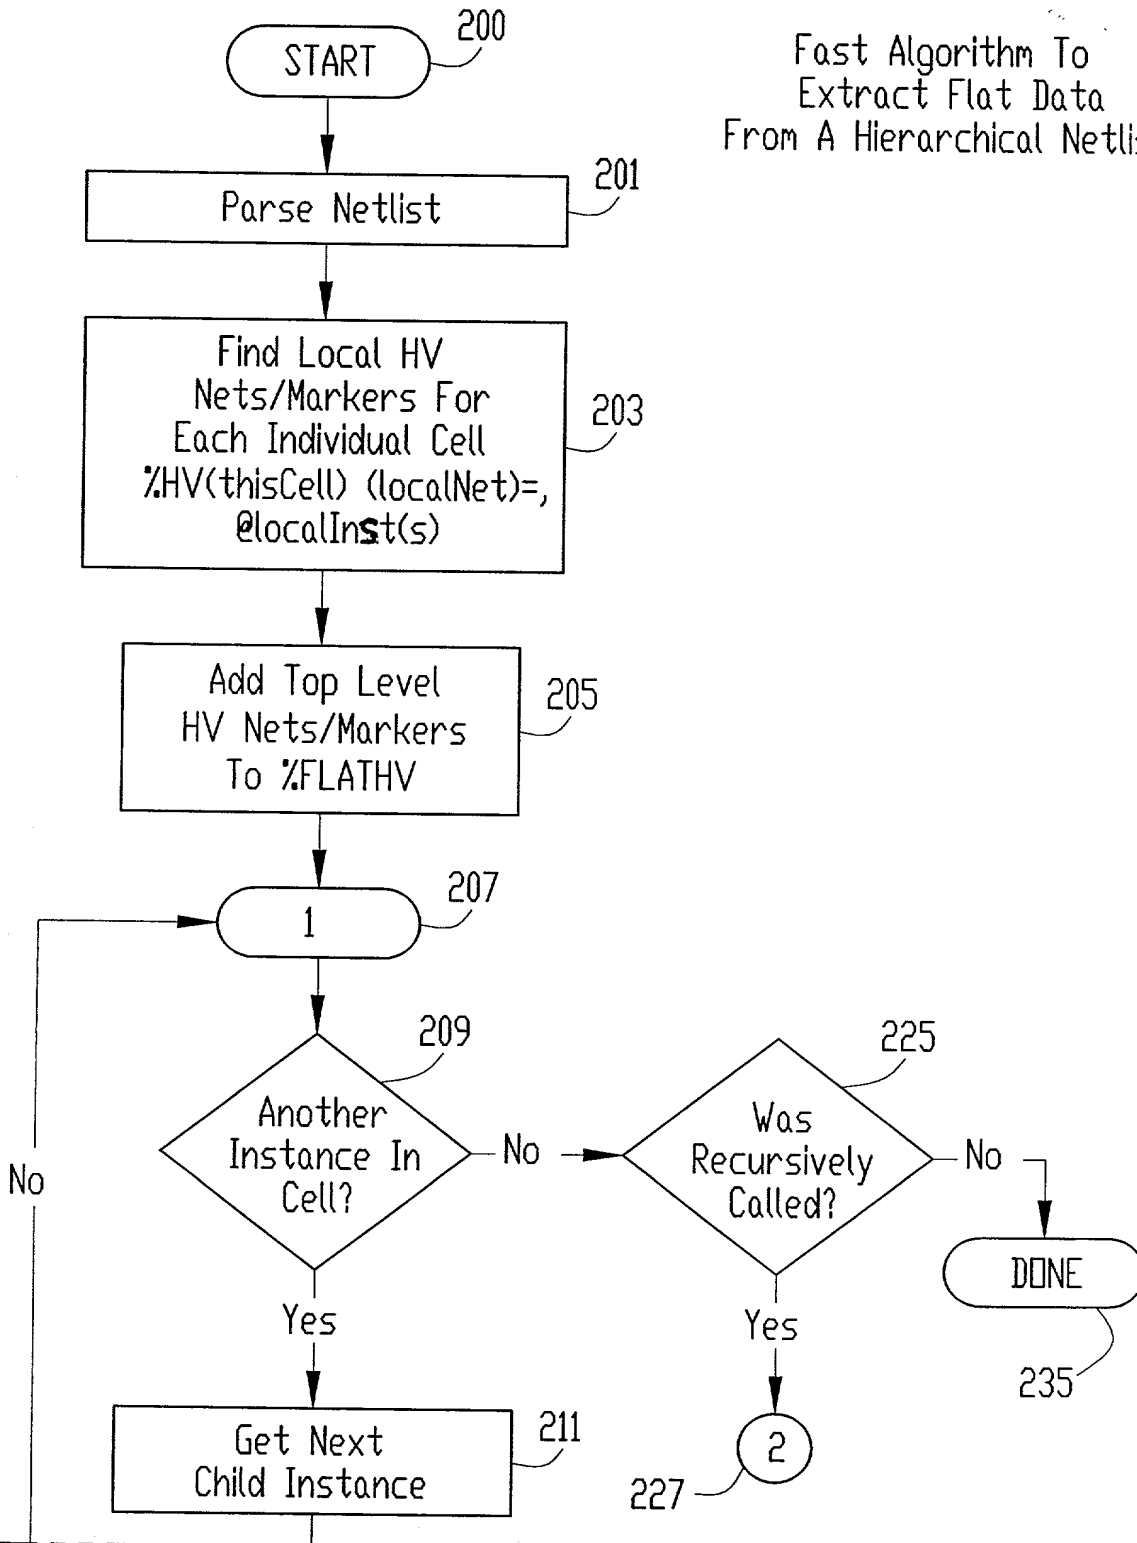 200
START
Fast Algorithm To
Extract Flat Data
From A Hierarchical
201
Parse Netlist
Find Local HV
Nets/Markers For
Each Individual Cell
%HV(thisCell) (localNet)=,
@localInst(s)
203
Add Top Level
HV Nets/Markers
To %FLATHV
205
1
207
209
Another
Instance In
Cell?
No
225
Was
Recursively
Called?
No
No
DONE
235
Yes
Yes
2
227
Get Next
Child Instance
211